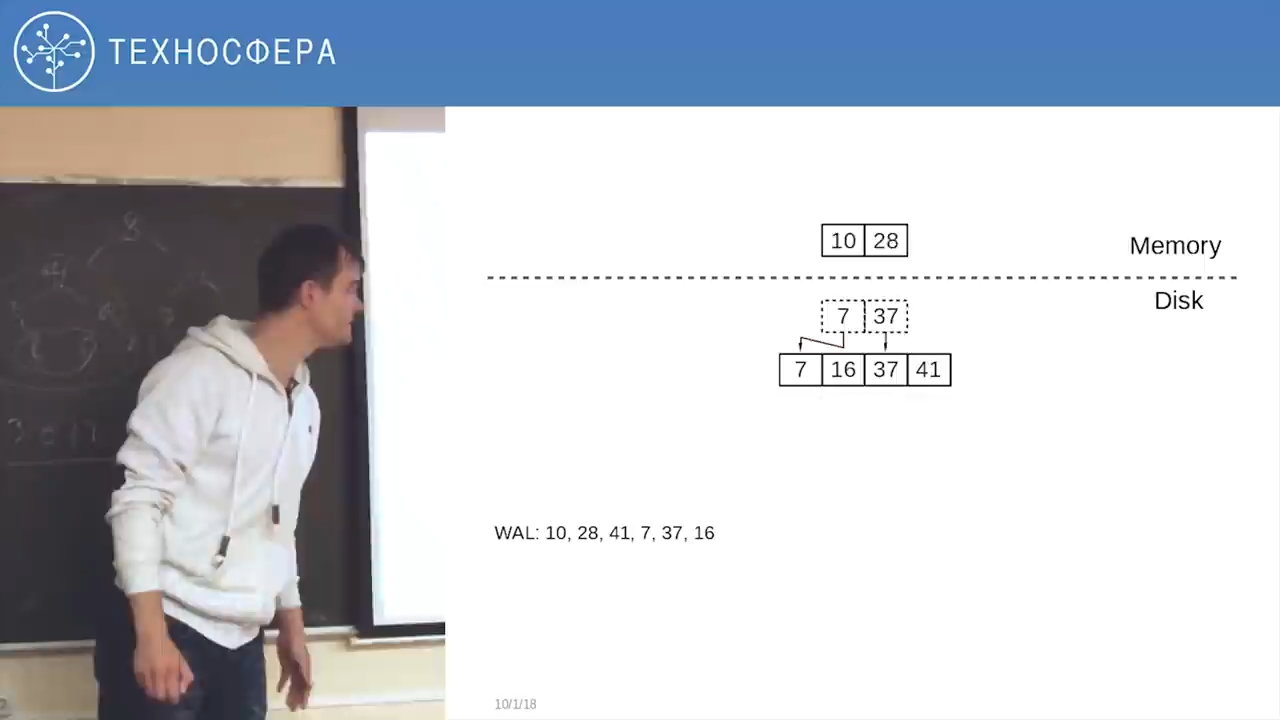 ТЕХНОСФЕРА
8
10 28
Memory
Disk
7 37
7 16 37 41
WAL: 10, 28, 41, 7, 37, 16
10/1/18